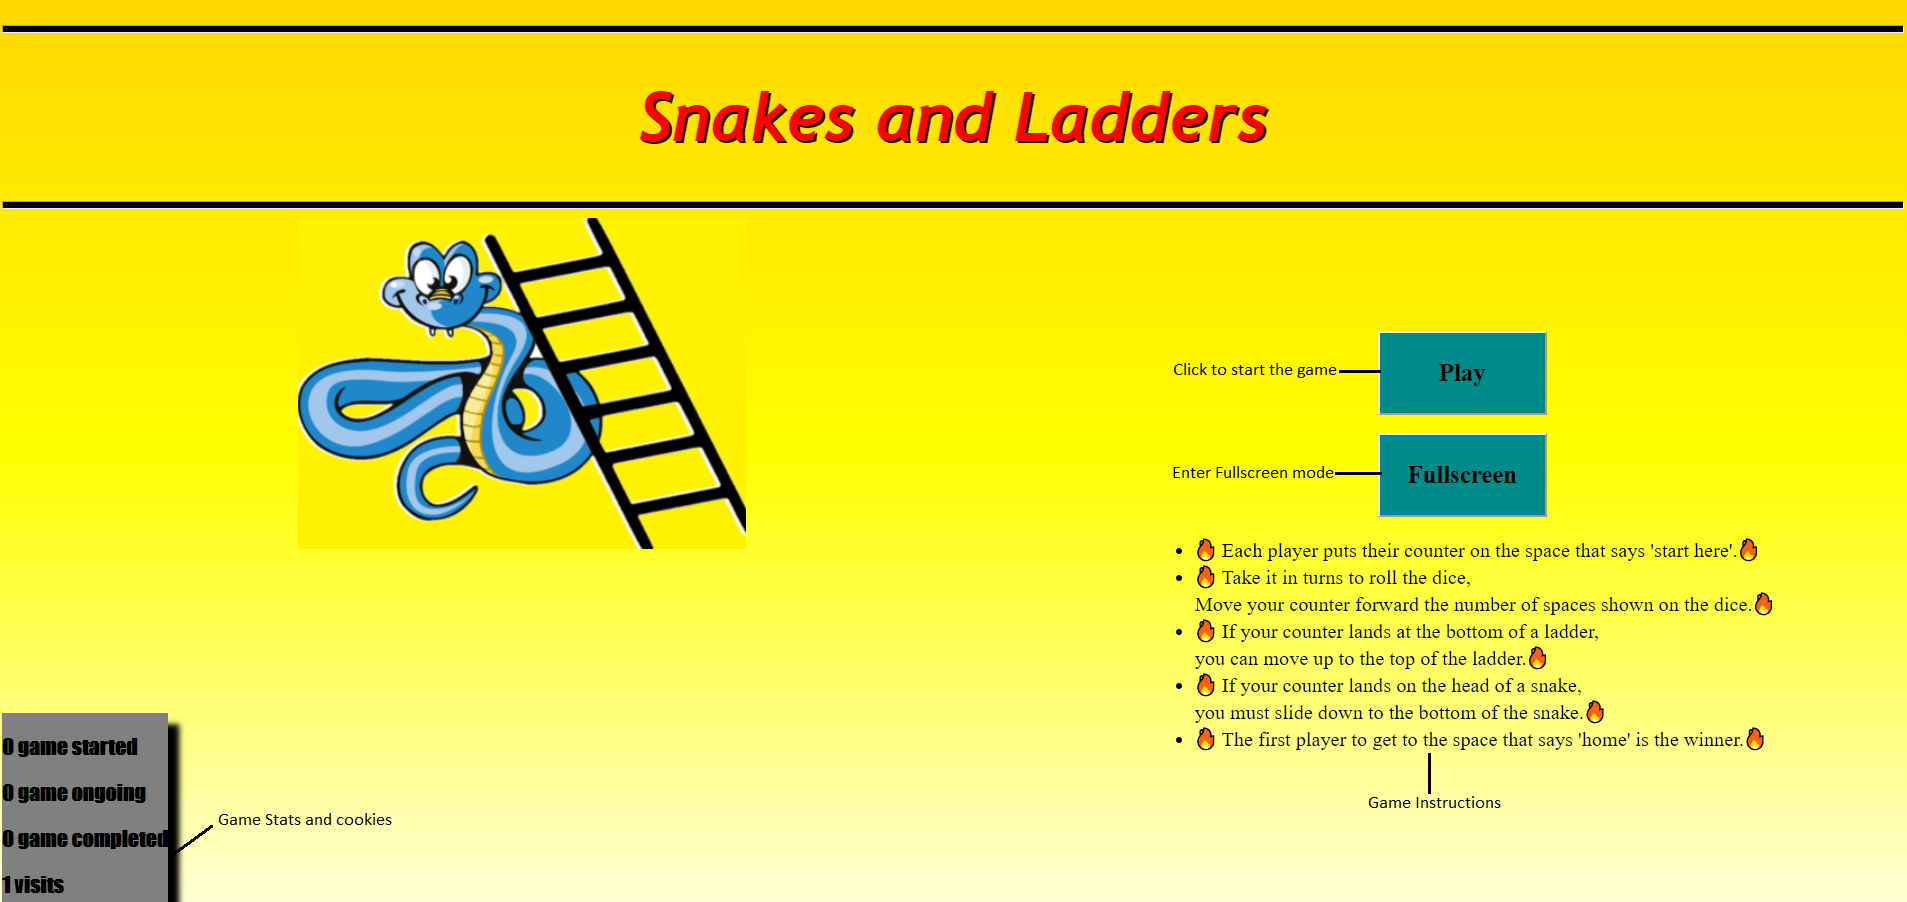 Snakes and Ladders
Click to start the game
Play
Enter Fullscreen mode
Fullscreen
• 🔥 Each player puts their counter on the space that says 'start here'.🔥
• 🔥 Take it in turns to roll the dice,
Move your counter forward the number of spaces shown on the dice.🔥
• 🔥 If your counter lands at the bottom of a ladder,
you can move up to the top of the ladder.🔥
• 🔥 If your counter lands on the head of a snake,
you must slide down to the bottom of the snake.🔥
• 🔥 The first player to get to the space that says 'home' is the winner.🔥
Game Instructions
0 game started
0 game ongoing
0 game completed
1 visits
Game Stats and cookies